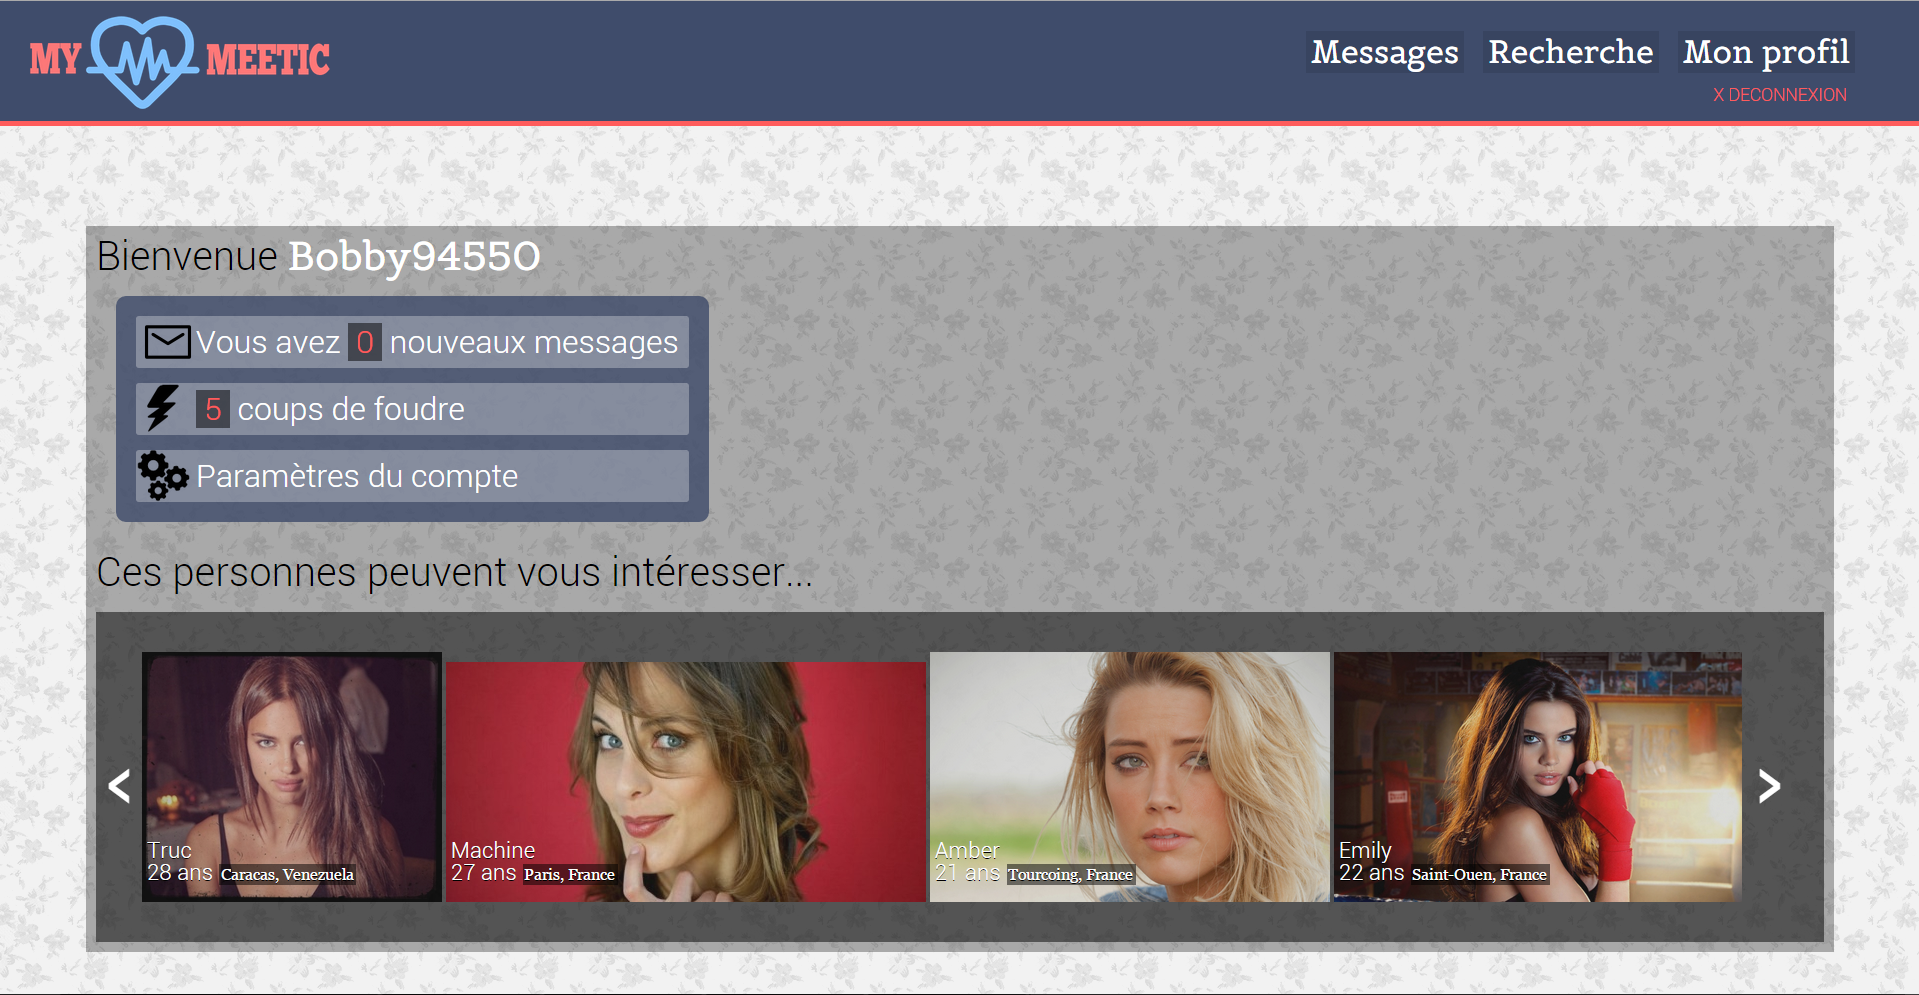 MY MEETIC
Messages Recherche Mon profil
X DECONNEXION
Bienvenue Bobby94550
Vous avez 0 nouveaux messages
5 coups de foudre
Paramètres du compte
Ces personnes peuvent vous intéresser...
<
Truc
28 ans Caracas, Venezuela
Machine
27 ans Paris, France
Amber
21 ans Tourcoing, France
Emily
22 ans Saint-Ouen, France
>